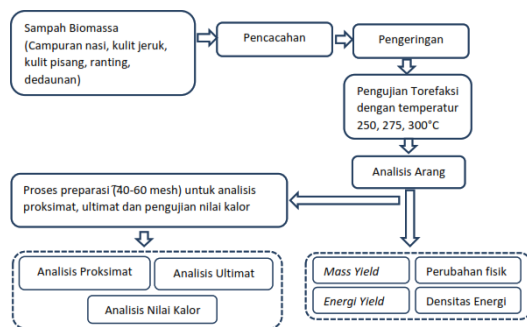 Sampah Biomassa
(Campuran nasi, kulit jeruk,
kulit pisang, ranting,
dedaunan)
Pencacahan
Pengeringan
Pengujian Torefaksi
dengan temperatur
250, 275, 300°C
Analisis Arang
Proses preparasi (40-60 mesh) untuk analisis
proksimat, ultimat dan pengujian nilai kalor
Analisis Proksimat
Analisis Ultimat
Analisis Nilai Kalor
Mass Yield
Perubahan fisik
Energi Yield
Densitas Energi